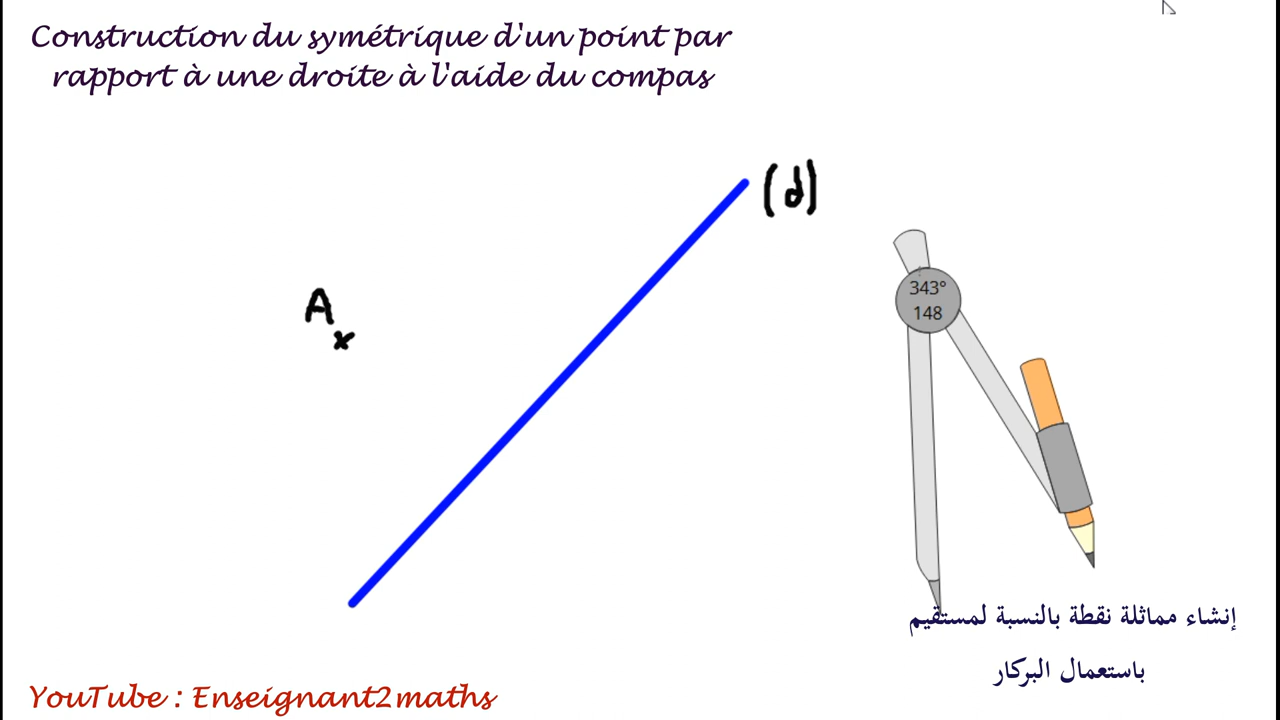 Construction du symétrique d'un point par
rapport à une droite à l'aide du compas
(d)
A
343°
148
إنشاء مماثلة نقطة بالنسبة لمستقيم
باستعمال البركار
YouTube : Enseignant2maths